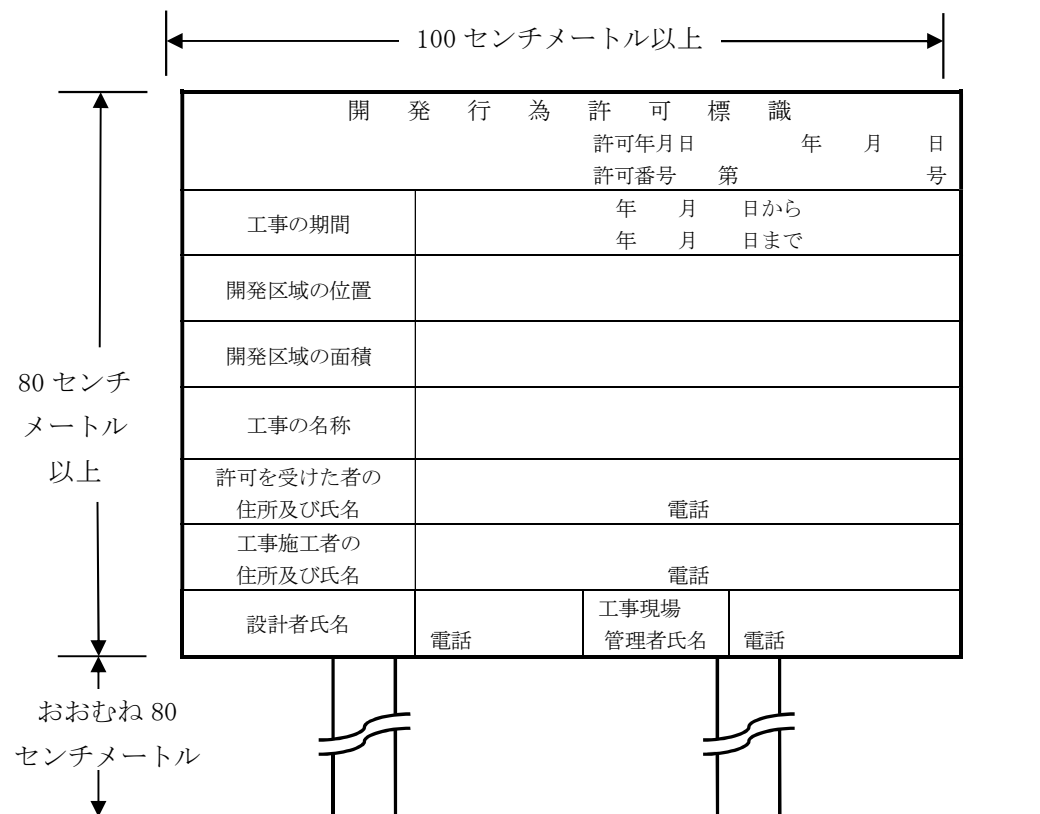 100センチメートル以上
開発行為許可標識
許可年月日 年 月 日
許可番号 第 号
工事の期間
年 月 日から
年 月 日まで
開発区域の位置
開発区域の面積
80センチ
メートル
以上
工事の名称
許可を受けた者の
住所及び氏名 電話
工事施工者の
住所及び氏名 電話
設計者氏名
電話
工事現場
管理者氏名
電話
おおむね80
センチメートル